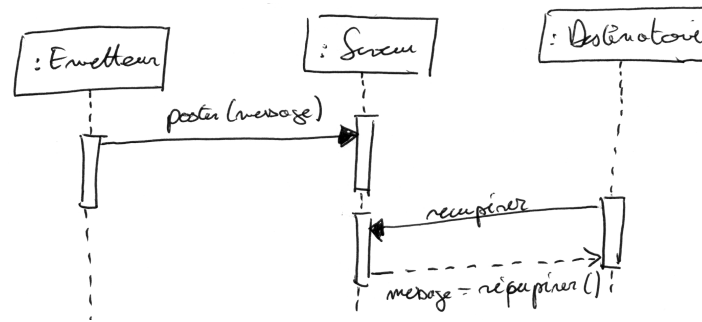 : Emetteur
: Serveur
: Destinataire
poster (message)
recupérer
message = récupérer ()